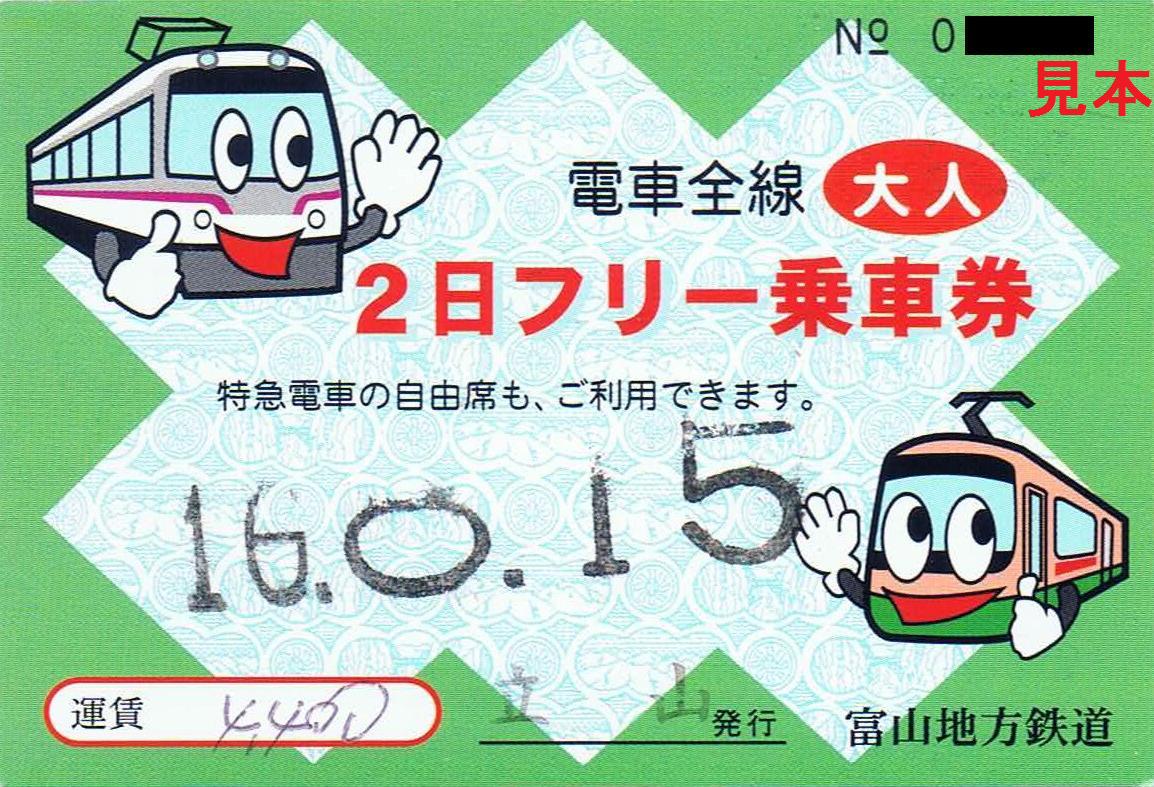 № 0
見本
電車全線 大人
2日フリー乗車券
特急電車の自由席も、ご利用できます。
16.0.15
運賃 4,400
立山発行
富山地方鉄道